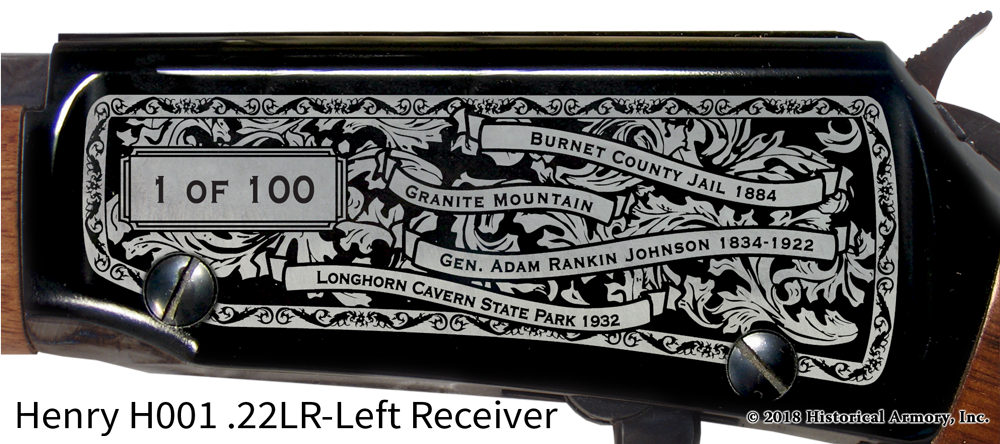 Burnet County Jail 1884
1 of 100
Granite Mountain
Gen. Adam Rankin Johnson 1834-1922
Longhorn Cavern State Park 1932
Henry H001 .22LR-Left Receiver
© 2018 Historical Armory, Inc.